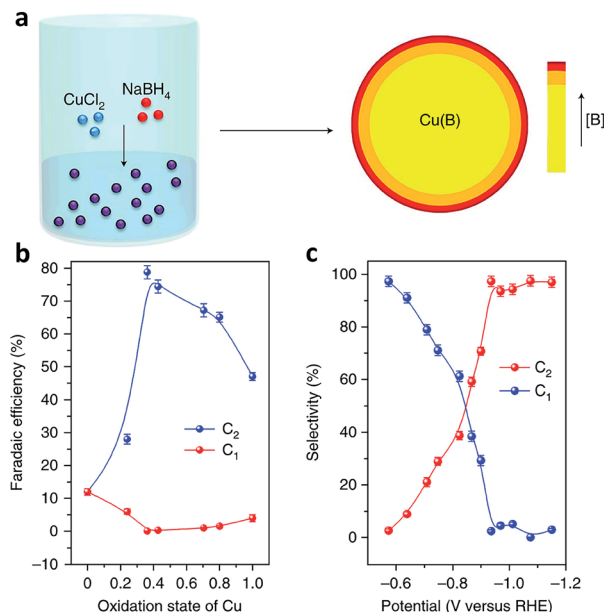 a
CuCl2
NaBH4
Cu(B)
[B]
b
80
70
60
50
40
30
20
10
0
−10
Faradaic efficiency (%)
C2
C1
0
0.2
0.4
0.6
0.8
1.0
Oxidation state of Cu
c
100
80
60
40
20
0
Selectivity (%)
C2
C1
−0.6
−0.8
−1.0
−1.2
Potential (V versus RHE)